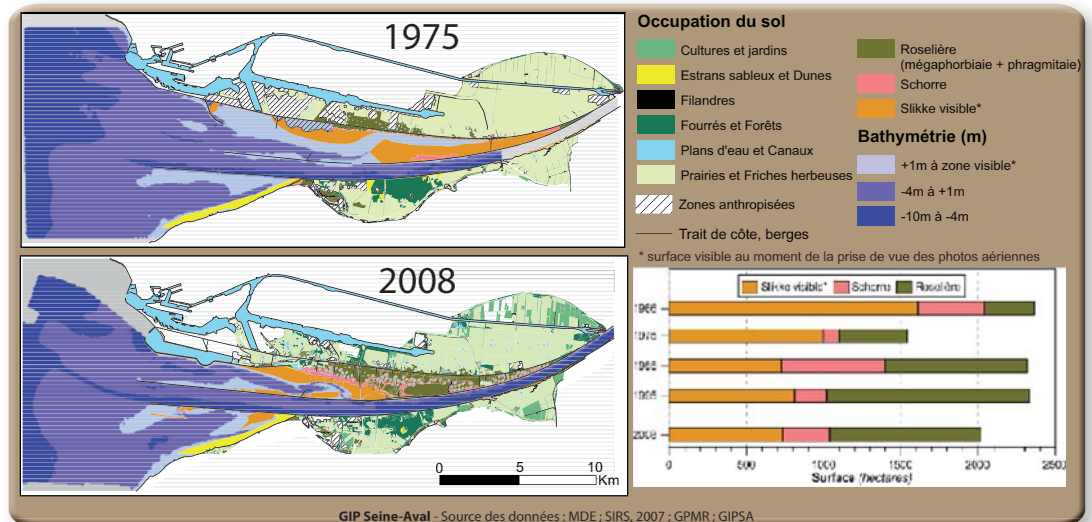 1975
2008
0 5 10
Km
Occupation du sol
Cultures et jardins
Estrans sableux et Dunes
Filandres
Fourrés et Forêts
Plans d'eau et Canaux
Prairies et Friches herbeuses
Zones anthropisées
Trait de côte, berges
Roselière
(mégaphorbiaie + phragmitaie)
Schorre
Slikke visible*
Bathymétrie (m)
+1m à zone visible*
-4m à +1m
-10m à -4m
* surface visible au moment de la prise de vue des photos aériennes
Slikke visible* Schorre Roselière
2008
0 500 1000 1500 2000 2500
Surface (hectares)
GIP Seine-Aval - Source des données : MDE ; SIRS, 2007 ; GPMR ; GIPSA